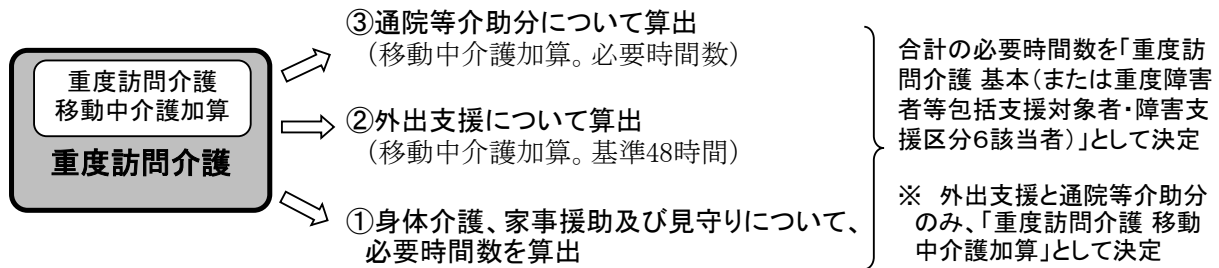 重度訪問介護
移動中介護加算
重度訪問介護
③通院等介助分について算出
(移動中介護加算。必要時間数)
②外出支援について算出
(移動中介護加算。基準48時間)
①身体介護、家事援助及び見守りについて、
必要時間数を算出
合計の必要時間数を「重度訪
問介護 基本(または重度障害
者等包括支援対象者・障害支
援区分6該当者)」として決定
※ 外出支援と通院等介助分
のみ、「重度訪問介護 移動
中介護加算」として決定